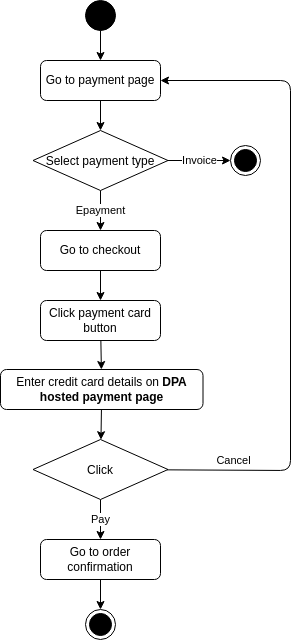 Go to payment page
Select payment type
Invoice
Epayment
Go to checkout
Click payment card
button
Enter credit card details on DPA
hosted payment page
Click
Cancel
Pay
Go to order
confirmation